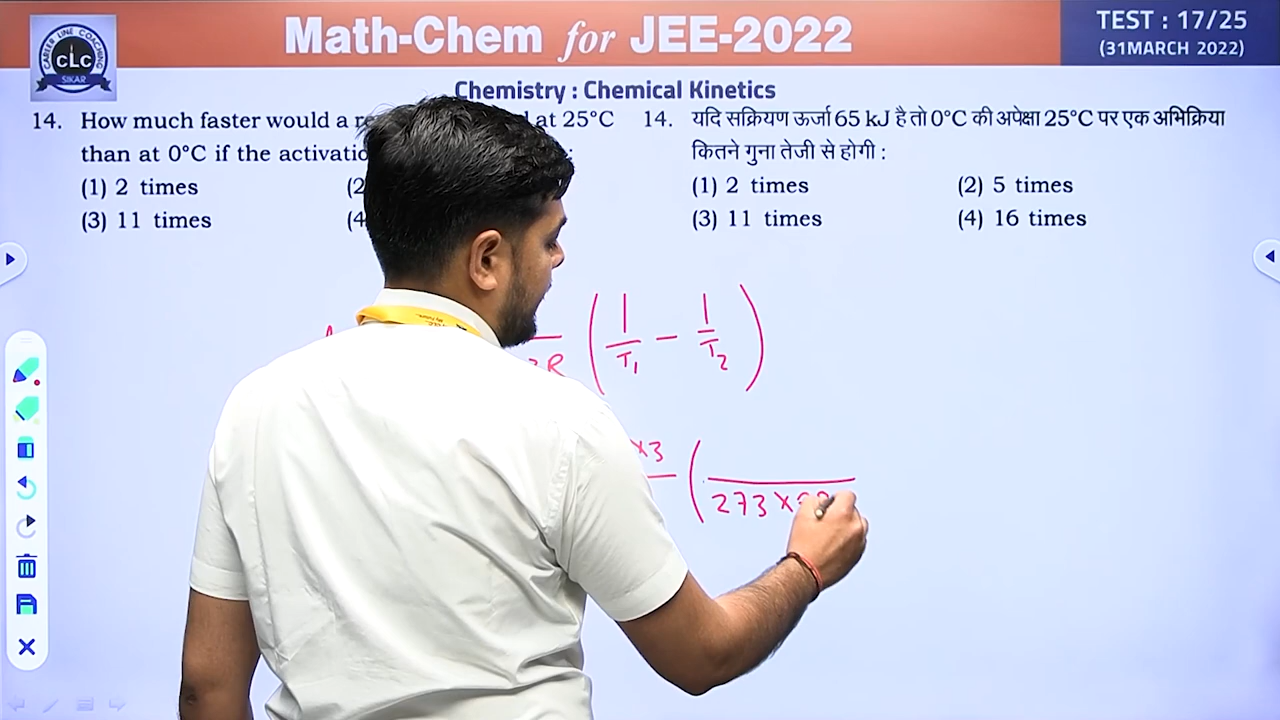 Math-Chem for JEE-2022
TEST : 17/25
(31MARCH 2022)
CAREER LINE COACHING
CLC
SIKAR
Chemistry : Chemical Kinetics
14. How much faster would a at 25°C
than at 0°C if the :
(1) 2 times (2
(3) 11 times (4
14. यदि सक्रियण ऊर्जा 65 kJ है तो 0°C की अपेक्षा 25°C पर एक अभिक्रिया
कितने गुना तेजी से होगी :
(1) 2 times (2) 5 times
(3) 11 times (4) 16 times
R ( 1/T₁ − 1/T₂ )
×3 (
273×